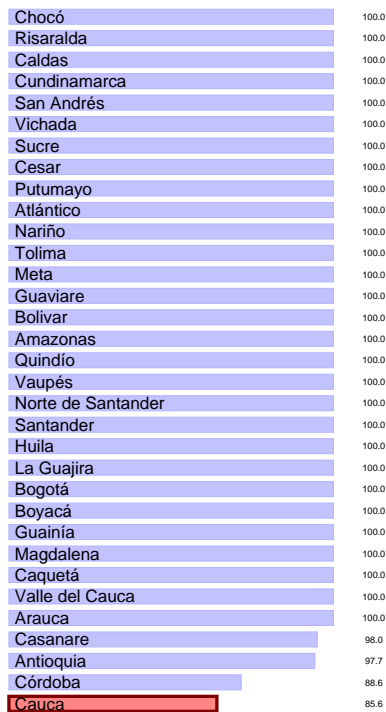 Chocó 100.0
Risaralda 100.0
Caldas 100.0
Cundinamarca 100.0
San Andrés 100.0
Vichada 100.0
Sucre 100.0
Cesar 100.0
Putumayo 100.0
Atlántico 100.0
Nariño 100.0
Tolima 100.0
Meta 100.0
Guaviare 100.0
Bolivar 100.0
Amazonas 100.0
Quindío 100.0
Vaupés 100.0
Norte de Santander 100.0
Santander 100.0
Huila 100.0
La Guajira 100.0
Bogotá 100.0
Boyacá 100.0
Guainía 100.0
Magdalena 100.0
Caquetá 100.0
Valle del Cauca 100.0
Arauca 100.0
Casanare 98.0
Antioquia 97.7
Córdoba 88.6
Cauca 85.6